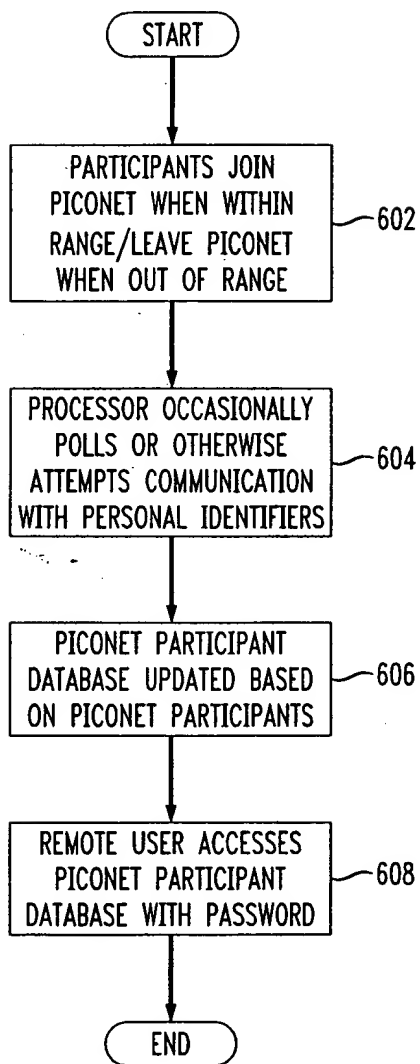 START
PARTICIPANTS JOIN
PICONET WHEN WITHIN
RANGE/LEAVE PICONET
WHEN OUT OF RANGE
602
PROCESSOR OCCASIONALLY
POLLS OR OTHERWISE
ATTEMPTS COMMUNICATION
WITH PERSONAL IDENTIFIERS
604
PICONET PARTICIPANT
DATABASE UPDATED BASED
ON PICONET PARTICIPANTS
606
REMOTE USER ACCESSES
PICONET PARTICIPANT
DATABASE WITH PASSWORD
608
END